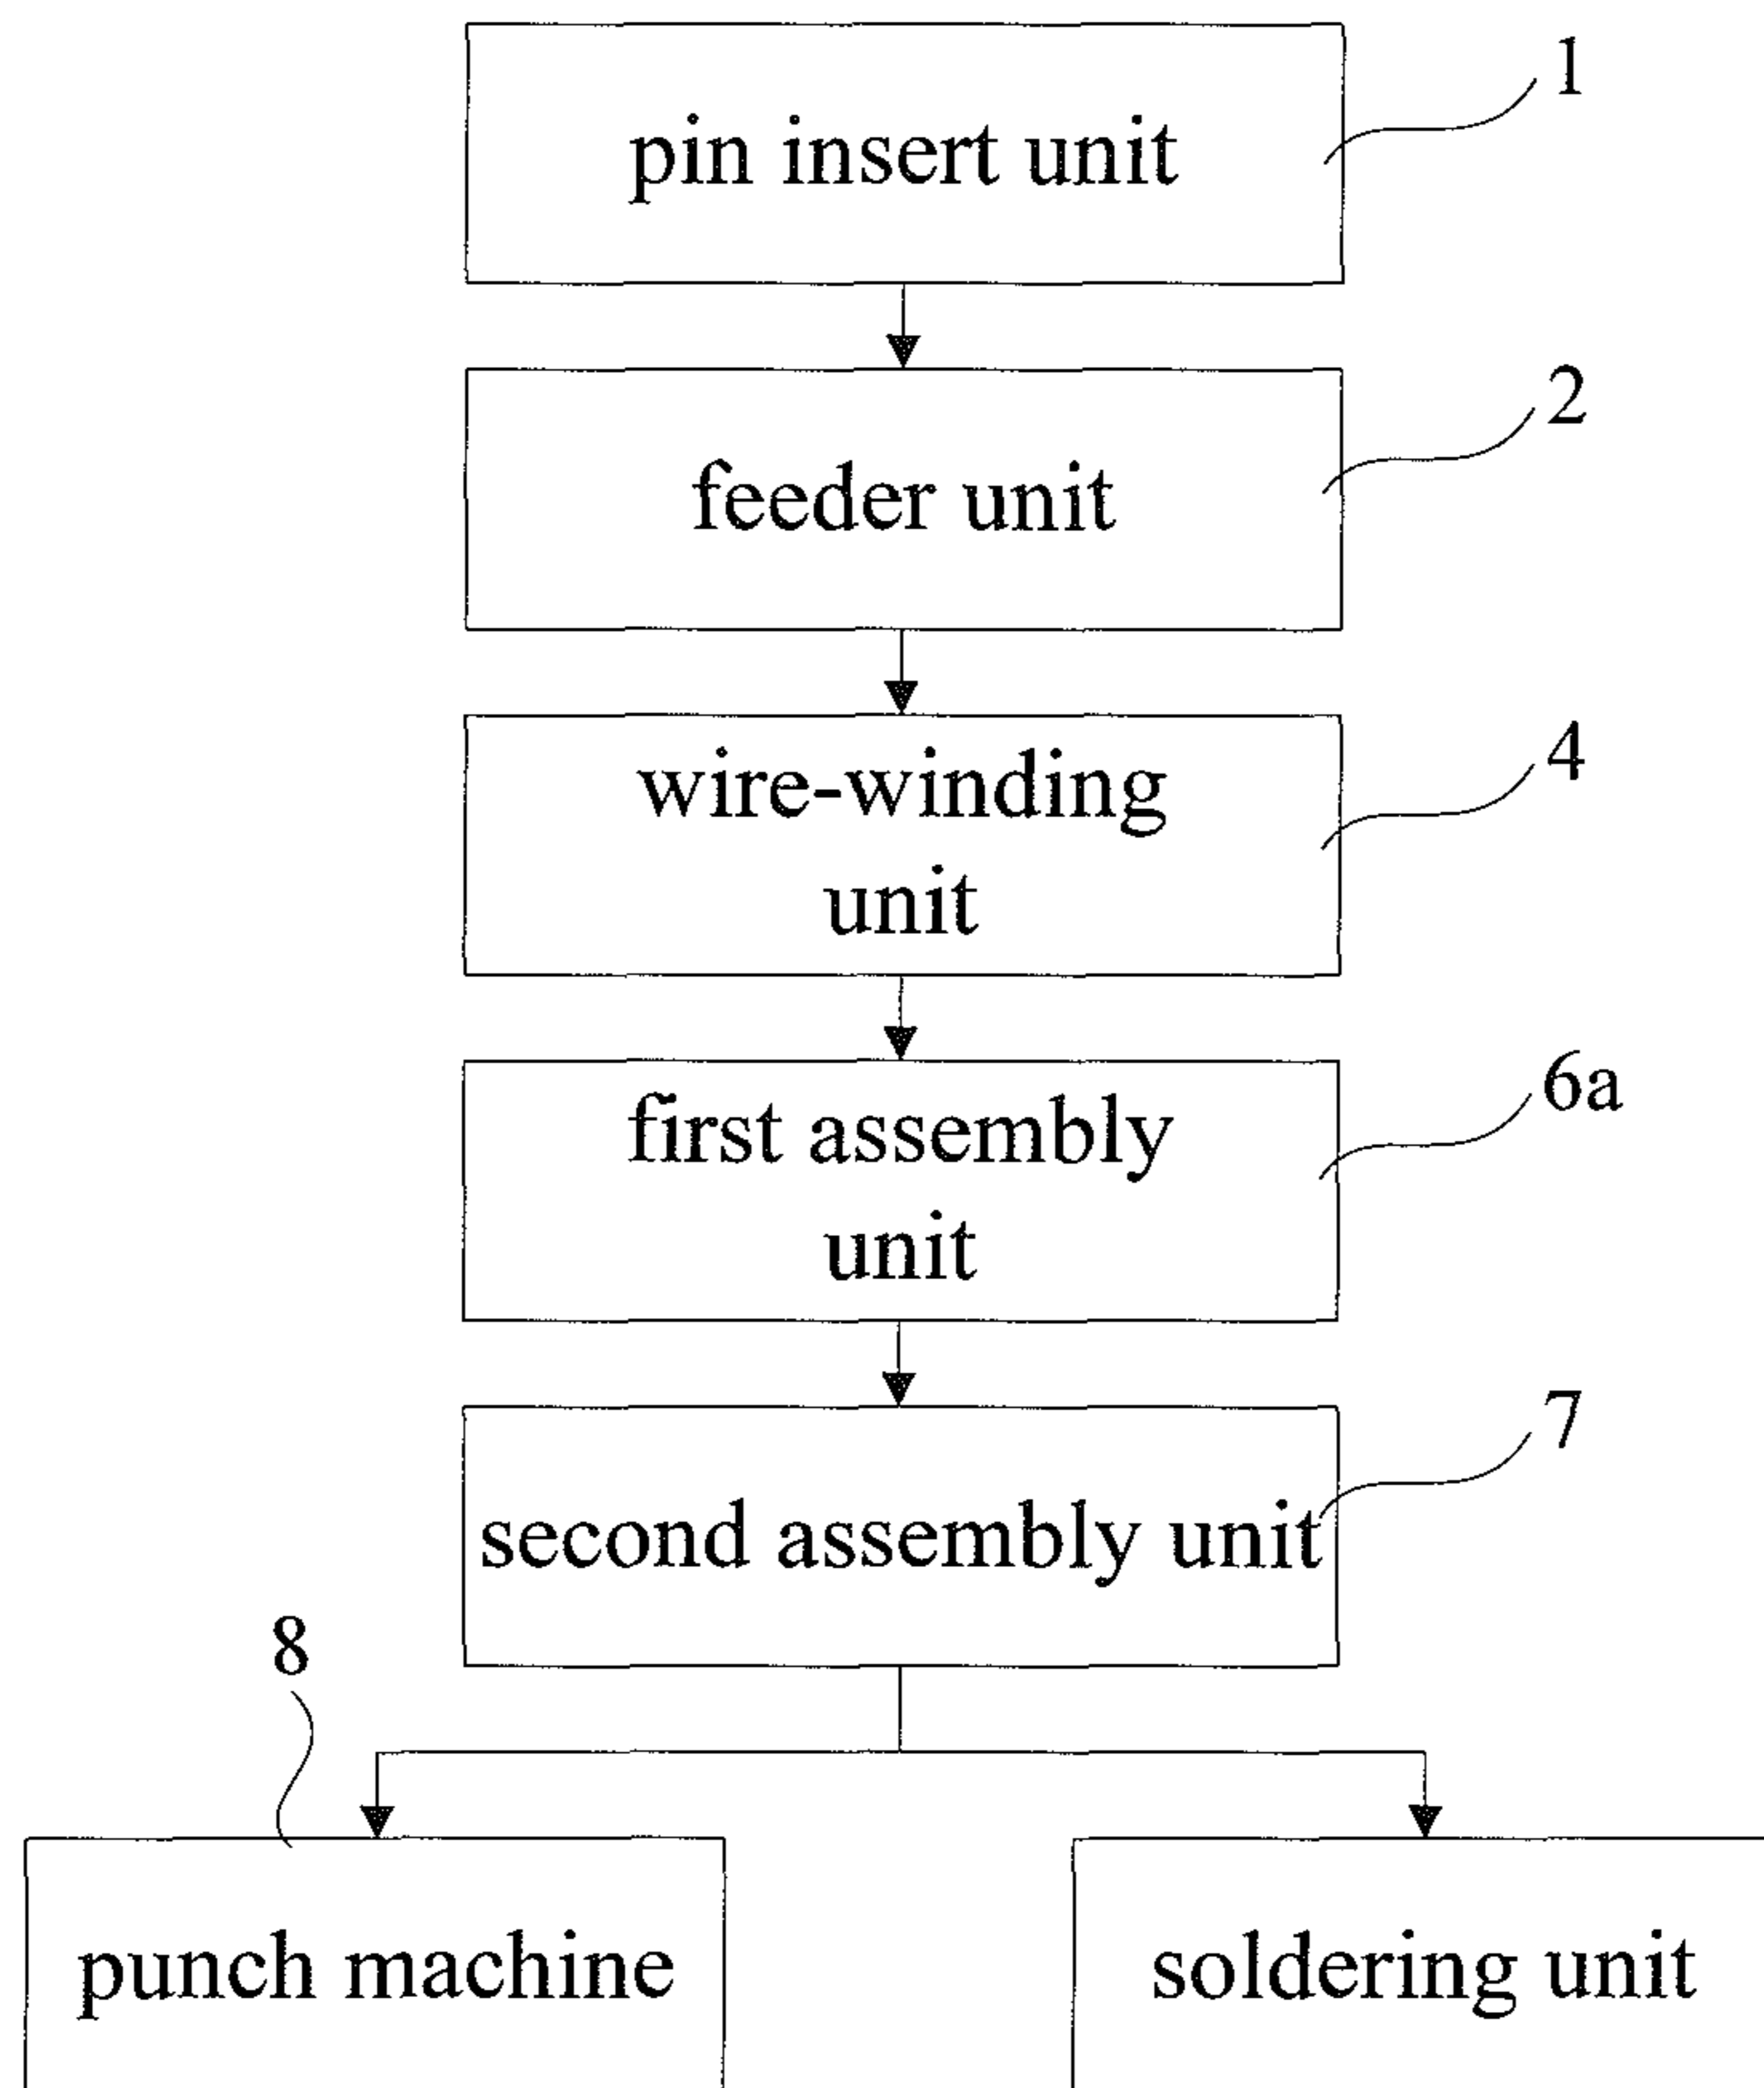 pin insert unit
1
feeder unit
2
wire-winding
unit
4
first assembly
unit
6a
second assembly unit
7
8
punch machine
soldering unit